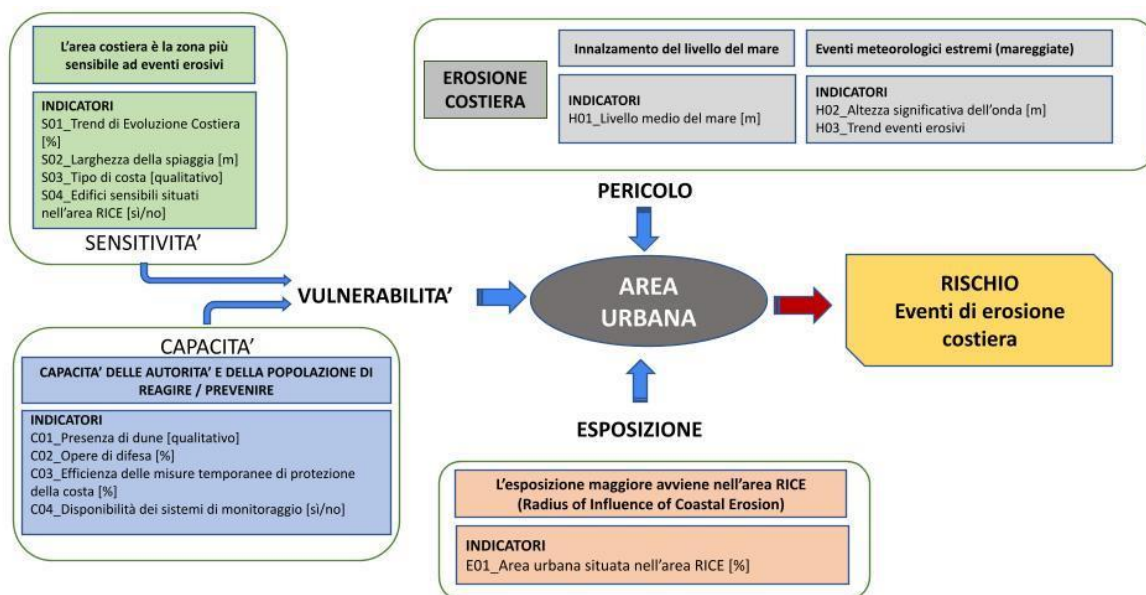 L'area costiera è la zona più
sensibile ad eventi erosivi
INDICATORI
S01_Trend di Evoluzione Costiera
[%]
S02_Larghezza della spiaggia [m]
S03_Tipo di costa [qualitativo]
S04_Edifici sensibili situati
nell'area RICE [sì/no]
SENSITIVITA'
EROSIONE
COSTIERA
Innalzamento del livello del mare
INDICATORI
H01_Livello medio del mare [m]
Eventi meteorologici estremi (mareggiate)
INDICATORI
H02_Altezza significativa dell'onda [m]
H03_Trend eventi erosivi
PERICOLO
VULNERABILITA'
AREA
URBANA
RISCHIO
Eventi di erosione
costiera
CAPACITA'
CAPACITA' DELLE AUTORITA' E DELLA POPOLAZIONE DI
REAGIRE / PREVENIRE
INDICATORI
C01_Presenza di dune [qualitativo]
C02_Opere di difesa [%]
C03_Efficienza delle misure temporanee di protezione
della costa [%]
C04_Disponibilità dei sistemi di monitoraggio [sì/no]
ESPOSIZIONE
L'esposizione maggiore avviene nell'area RICE
(Radius of Influence of Coastal Erosion)
INDICATORI
E01_Area urbana situata nell'area RICE [%]